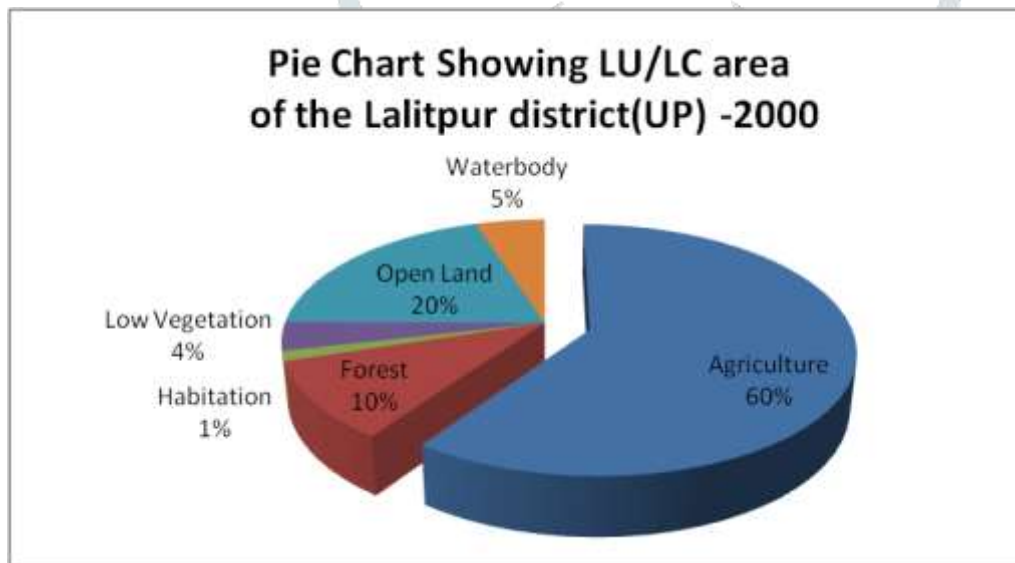 Pie Chart Showing LU/LC area
of the Lalitpur district(UP) -2000
Waterbody
5%
Open Land
20%
Low Vegetation
4%
Habitation
1%
Forest
10%
Agriculture
60%